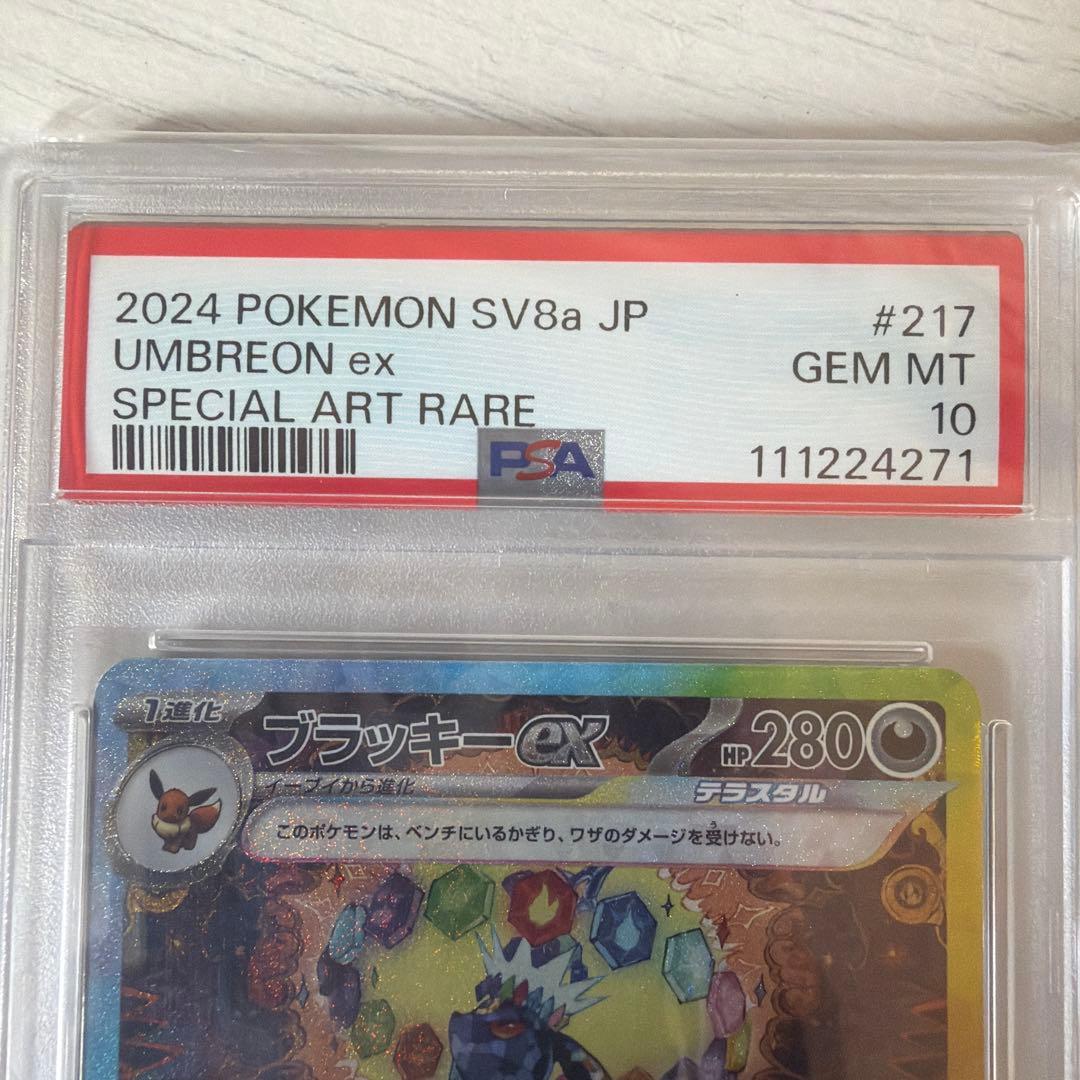 2024 POKEMON SV8a JP #217
UMBREON ex GEM MT
SPECIAL ART RARE 10
PSA 111224271
1進化 ブラッキーex HP280
イーブイから進化 テラスタル
このポケモンは、ベンチにいるかぎり、ワザのダメージを受けない。